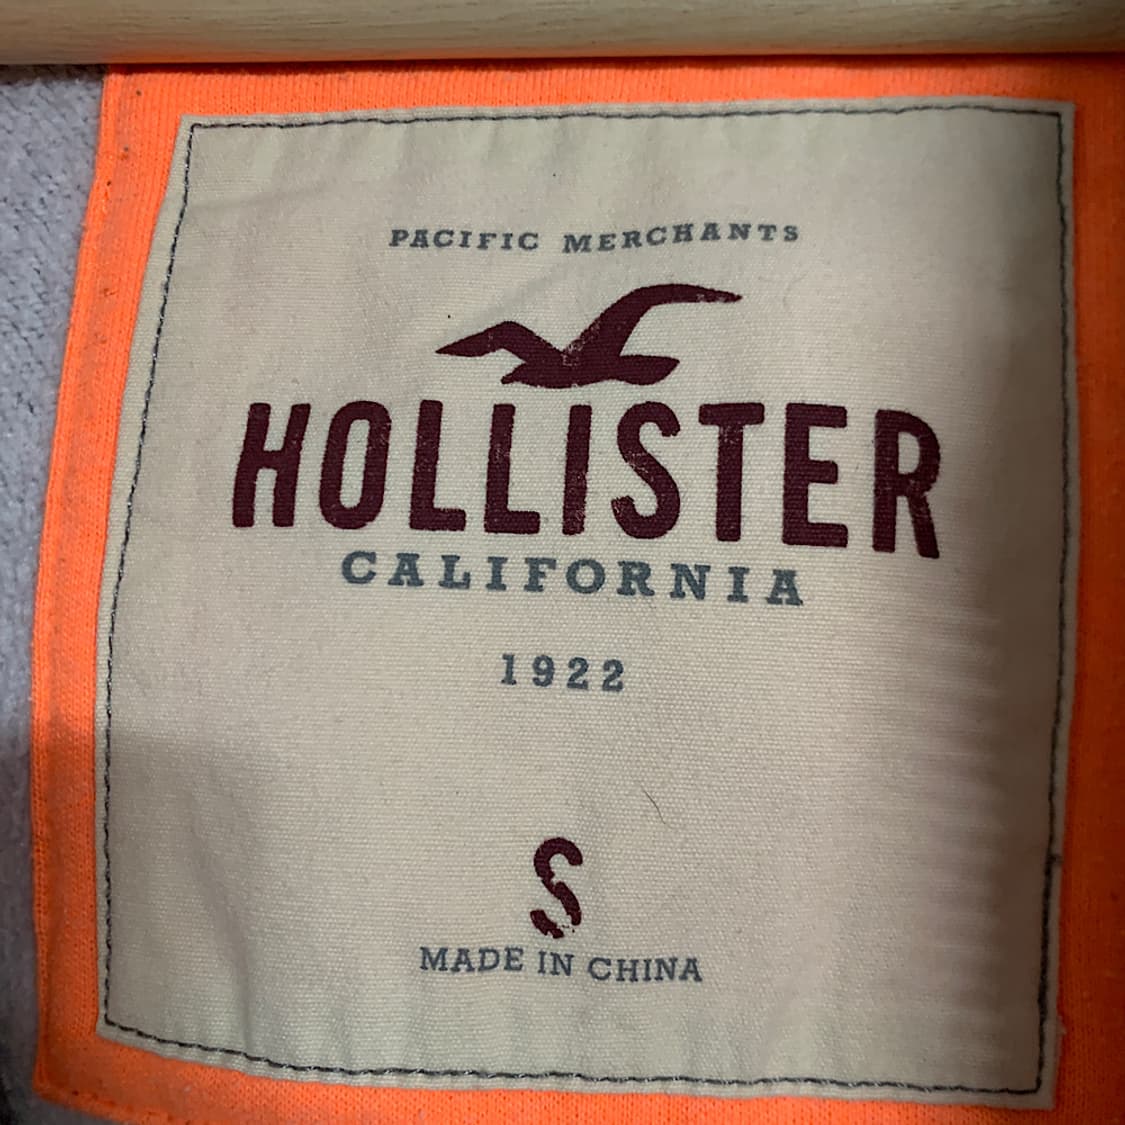 PACIFIC MERCHANTS
HOLLISTER
CALIFORNIA
1922
S
MADE IN CHINA